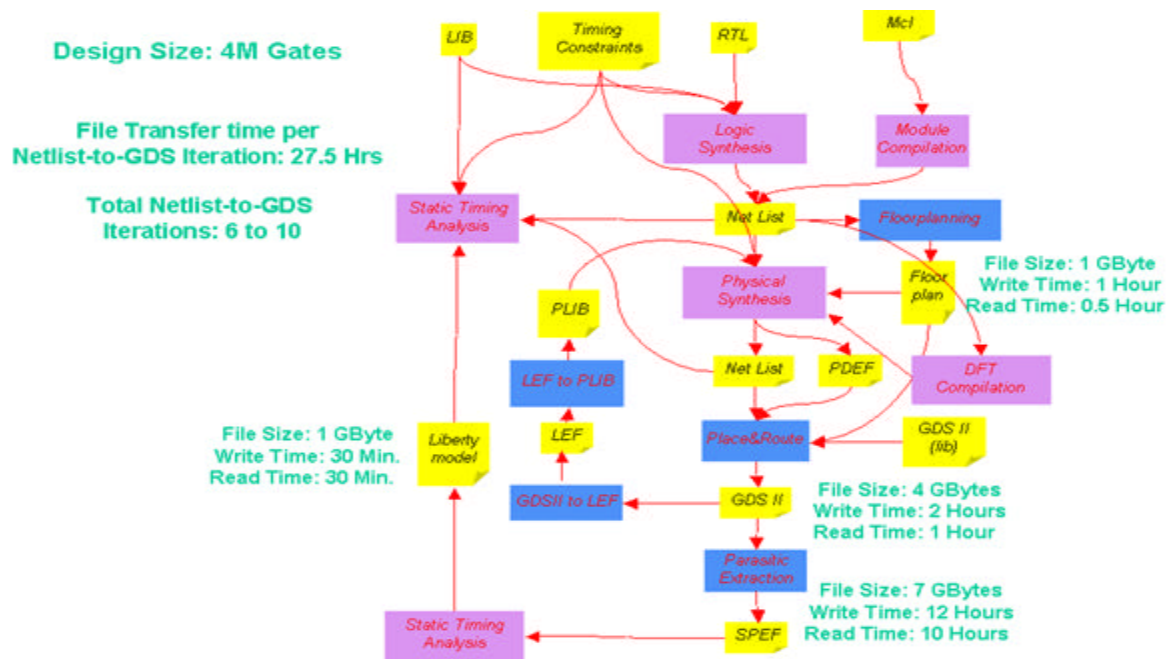 LIB
Timing
Constraints
RTL
Mcl
Design Size: 4M Gates
Logic
Synthesis
Module
Compilation
File Transfer time per
Netlist-to-GDS Iteration: 27.5 Hrs
Total Netlist-to-GDS
Iterations: 6 to 10
Static Timing
Analysis
Net List
Floorplanning
File Size: 1 GByte
Write Time: 1 Hour
Read Time: 0.5 Hour
Floor
plan
Physical
Synthesis
PLIB
LEF to PLIB
Net List
PDEF
DFT
Compilation
File Size: 1 GByte
Write Time: 30 Min.
Read Time: 30 Min.
Liberty
model
LEF
Place&Route
GDS II
(lib)
GDSII to LEF
GDS II
File Size: 4 GBytes
Write Time: 2 Hours
Read Time: 1 Hour
Parasitic
Extraction
File Size: 7 GBytes
Write Time: 12 Hours
Read Time: 10 Hours
Static Timing
Analysis
SPEF